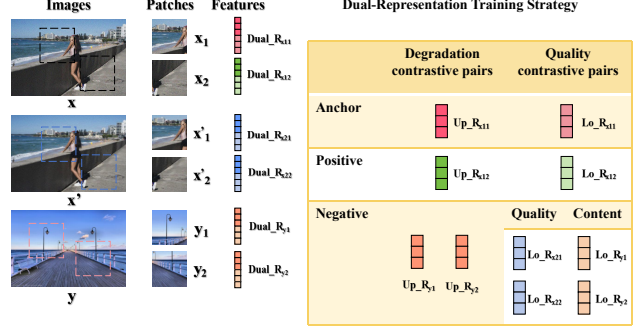 Images Patches Features Dual-Representation Training Strategy
x₁ Dual_Rx11
x₂ Dual_Rx12
x
x'₁ Dual_Rx21
x'₂ Dual_Rx22
x'
y₁ Dual_Ry1
y₂ Dual_Ry2
y
Degradation contrastive pairs
Quality contrastive pairs
Anchor
Up_Rx11 Lo_Rx11
Positive
Up_Rx12 Lo_Rx12
Negative
Quality Content
Up_Ry1 Up_Ry2
Lo_Rx21 Lo_Ry1
Lo_Rx22 Lo_Ry2